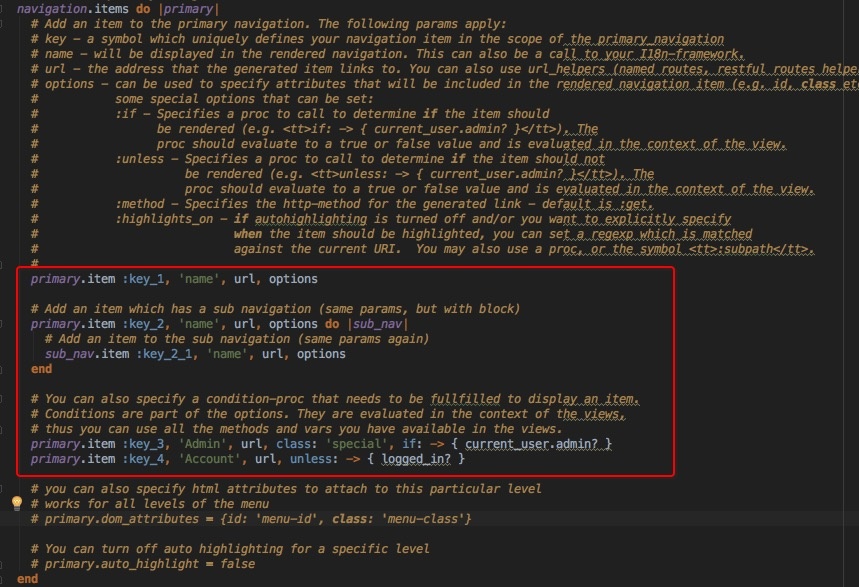 navigation.items do |primary|
# Add an item to the primary navigation. The following params apply:
# key - a symbol which uniquely defines your navigation item in the scope of the primary_navigation
# name - will be displayed in the rendered navigation. This can also be a call to your I18n-framework.
# url - the address that the generated item links to. You can also use url_helpers (named routes, restful routes helpe
# options - can be used to specify attributes that will be included in the rendered navigation item (e.g. id, class etc
# some special options that can be set:
# :if - Specifies a proc to call to determine if the item should
# be rendered (e.g. <tt>if: -> { current_user.admin? }</tt>). The
# proc should evaluate to a true or false value and is evaluated in the context of the view.
# :unless - Specifies a proc to call to determine if the item should not
# be rendered (e.g. <tt>unless: -> { current_user.admin? }</tt>). The
# proc should evaluate to a true or false value and is evaluated in the context of the view.
# :method - Specifies the http-method for the generated link - default is :get.
# :highlights_on - if autohighlighting is turned off and/or you want to explicitly specify
# when the item should be highlighted, you can set a regexp which is matched
# against the current URI. You may also use a proc, or the symbol <tt>:subpath</tt>.
#
primary.item :key_1, 'name', url, options
# Add an item which has a sub navigation (same params, but with block)
primary.item :key_2, 'name', url, options do |sub_nav|
# Add an item to the sub navigation (same params again)
sub_nav.item :key_2_1, 'name', url, options
end
# You can also specify a condition-proc that needs to be fullfilled to display an item.
# Conditions are part of the options. They are evaluated in the context of the views,
# thus you can use all the methods and vars you have available in the views.
primary.item :key_3, 'Admin', url, class: 'special', if: -> { current_user.admin? }
primary.item :key_4, 'Account', url, unless: -> { logged_in? }
# you can also specify html attributes to attach to this particular level
# works for all levels of the menu
# primary.dom_attributes = {id: 'menu-id', class: 'menu-class'}
# You can turn off auto highlighting for a specific level
# primary.auto_highlight = false
end